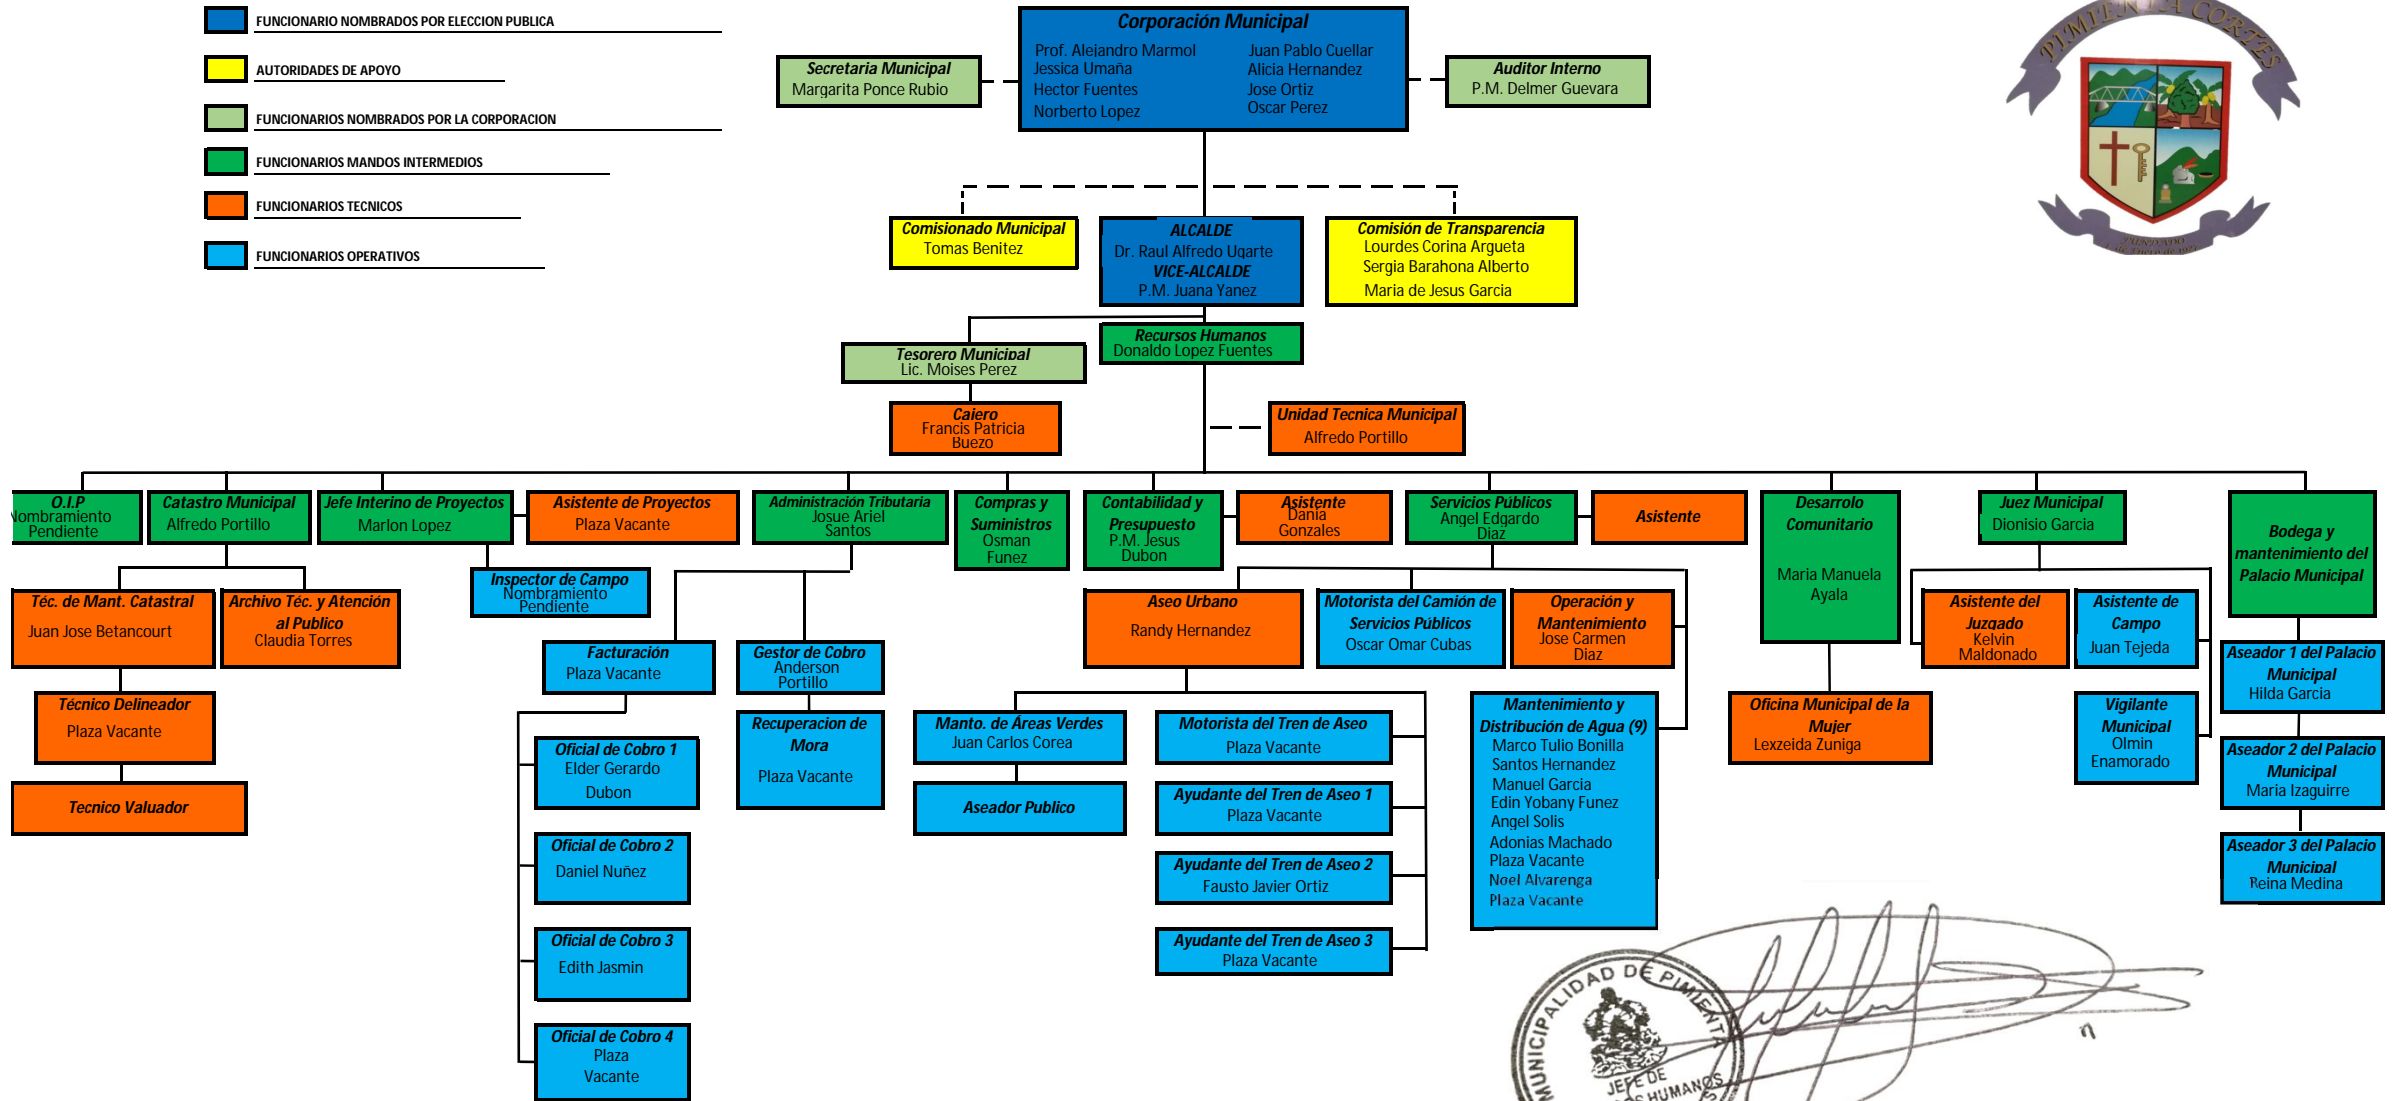 FUNCIONARIO NOMBRADOS POR ELECCION PUBLICA
AUTORIDADES DE APOYO
FUNCIONARIOS NOMBRADOS POR LA CORPORACION
FUNCIONARIOS MANDOS INTERMEDIOS
FUNCIONARIOS TECNICOS
FUNCIONARIOS OPERATIVOS
Corporación Municipal
Prof. Alejandro Marmol
Jessica Umaña
Hector Fuentes
Norberto Lopez
Juan Pablo Cuellar
Alicia Hernandez
Jose Ortiz
Oscar Perez
Secretaria Municipal
Margarita Ponce Rubio
Auditor Interno
P.M. Delmer Guevara
PIMIENTA CORTES
FUNDADO
Comisionado Municipal
Tomas Benitez
ALCALDE
Dr. Raul Alfredo Ugarte
VICE-ALCALDE
P.M. Juana Yanez
Comisión de Transparencia
Lourdes Corina Argueta
Sergia Barahona Alberto
Maria de Jesus Garcia
Tesorero Municipal
Lic. Moises Perez
Recursos Humanos
Donaldo Lopez Fuentes
Cajero
Francis Patricia
Buezo
Unidad Tecnica Municipal
Alfredo Portillo
O.I.P
Nombramiento
Pendiente
Catastro Municipal
Alfredo Portillo
Jefe Interino de Proyectos
Marlon Lopez
Asistente de Proyectos
Plaza Vacante
Administración Tributaria
Josue Ariel
Santos
Compras y
Suministros
Osman
Funez
Contabilidad y
Presupuesto
P.M. Jesus
Dubon
Asistente
Dania
Gonzales
Servicios Públicos
Angel Edgardo
Diaz
Asistente
Desarrolo
Comunitario
Maria Manuela
Ayala
Juez Municipal
Dionisio Garcia
Bodega y
mantenimiento del
Palacio Municipal
Inspector de Campo
Nombramiento
Pendiente
Téc. de Mant. Catastral
Juan Jose Betancourt
Archivo Téc. y Atención
al Publico
Claudia Torres
Aseo Urbano
Randy Hernandez
Motorista del Camión de
Servicios Públicos
Oscar Omar Cubas
Operación y
Mantenimiento
Jose Carmen
Diaz
Asistente del
Juzgado
Kelvin
Maldonado
Asistente de
Campo
Juan Tejeda
Facturación
Plaza Vacante
Gestor de Cobro
Anderson
Portillo
Aseador 1 del Palacio
Municipal
Hilda Garcia
Técnico Delineador
Plaza Vacante
Recuperacion de
Mora
Plaza Vacante
Manto. de Áreas Verdes
Juan Carlos Corea
Motorista del Tren de Aseo
Plaza Vacante
Mantenimiento y
Distribución de Agua (9)
Marco Tulio Bonilla
Santos Hernandez
Manuel Garcia
Edin Yobany Funez
Angel Solis
Adonias Machado
Plaza Vacante
Noel Alvarenga
Plaza Vacante
Oficina Municipal de la
Mujer
Lexzeida Zuniga
Vigilante
Municipal
Olmin
Enamorado
Oficial de Cobro 1
Elder Gerardo
Dubon
Aseador 2 del Palacio
Municipal
Maria Izaguirre
Tecnico Valuador
Aseador Publico
Ayudante del Tren de Aseo 1
Plaza Vacante
Oficial de Cobro 2
Daniel Nuñez
Ayudante del Tren de Aseo 2
Fausto Javier Ortiz
Aseador 3 del Palacio
Municipal
Reina Medina
Oficial de Cobro 3
Edith Jasmin
Ayudante del Tren de Aseo 3
Plaza Vacante
Oficial de Cobro 4
Plaza
Vacante
MUNICIPALIDAD DE PIMIENTA
JEFE DE
HUMANOS